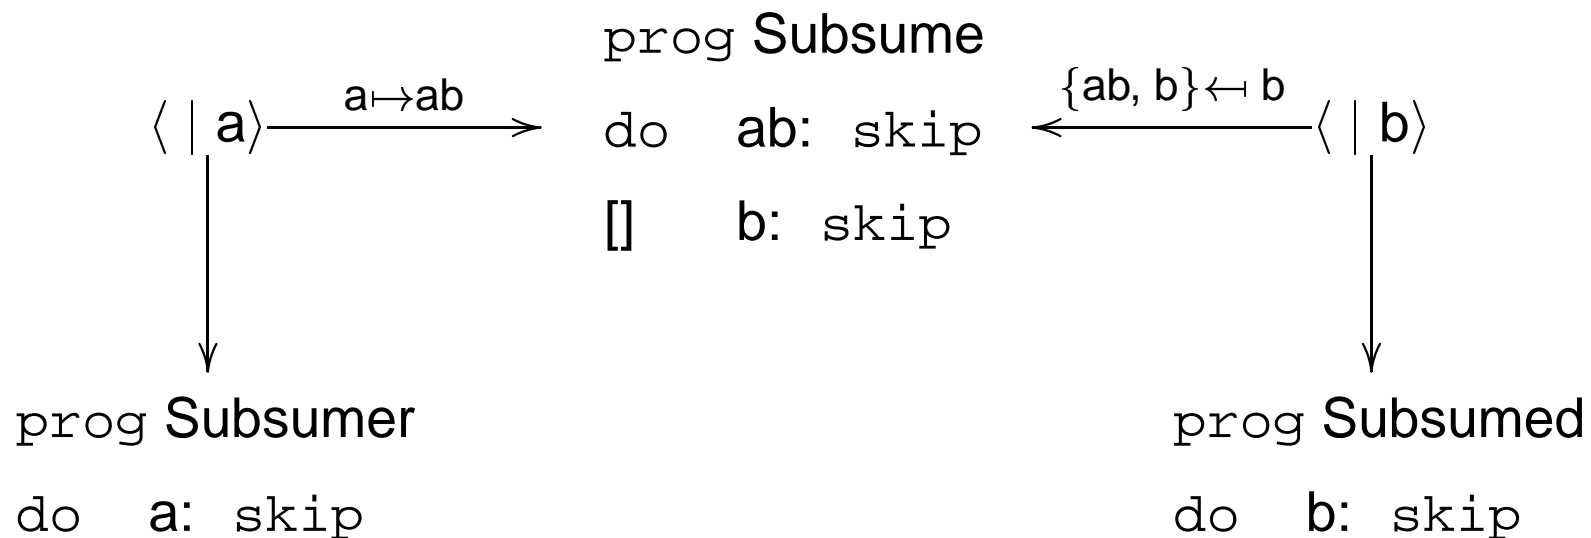 prog Subsume
a↦ab
{ab, b}↤ b
⟨ | a⟩
do ab: skip
⟨ | b⟩
[] b: skip
prog Subsumer
prog Subsumed
do a: skip
do b: skip